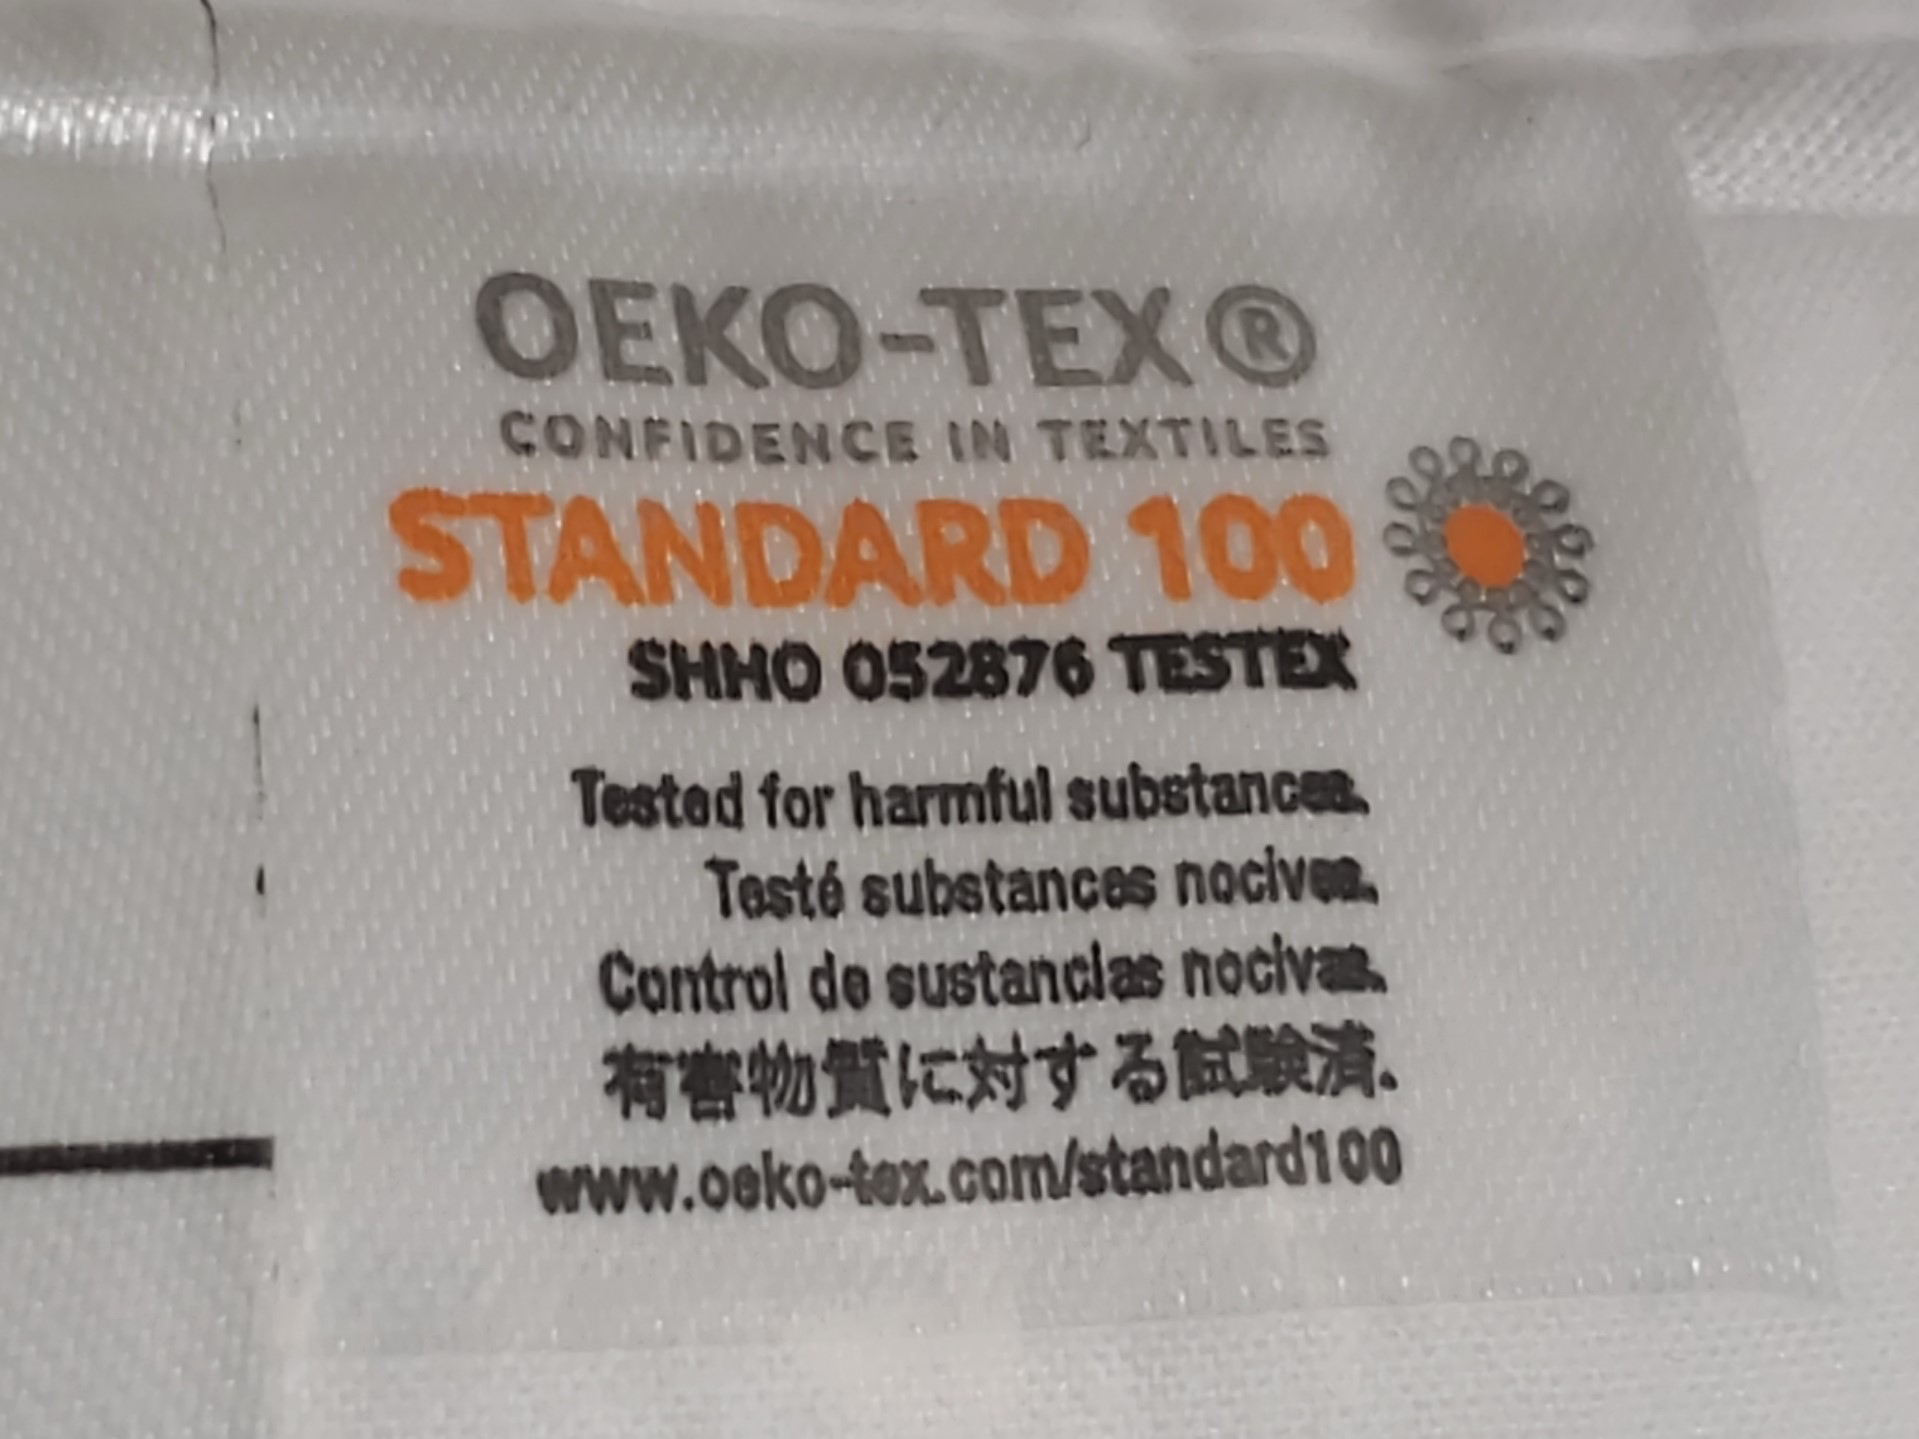 OEKO-TEX®
CONFIDENCE IN TEXTILES
STANDARD 100
SHHO 052876 TESTEX
Tested for harmful substances.
Testé substances nocives.
Control de sustancias nocivas.
有害物質に対する試験済.
www.oeko-tex.com/standard100